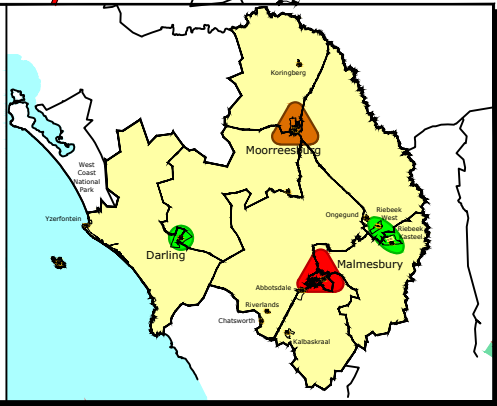 Koringberg
Moorreesburg
West
Coast
National
Park
Yzerfontein
Riebeek
West
Ongegund
Riebeek
Kasteel
Darling
Malmesbury
Abbotsdale
Riverlands
Chatsworth
Kalbaskraal